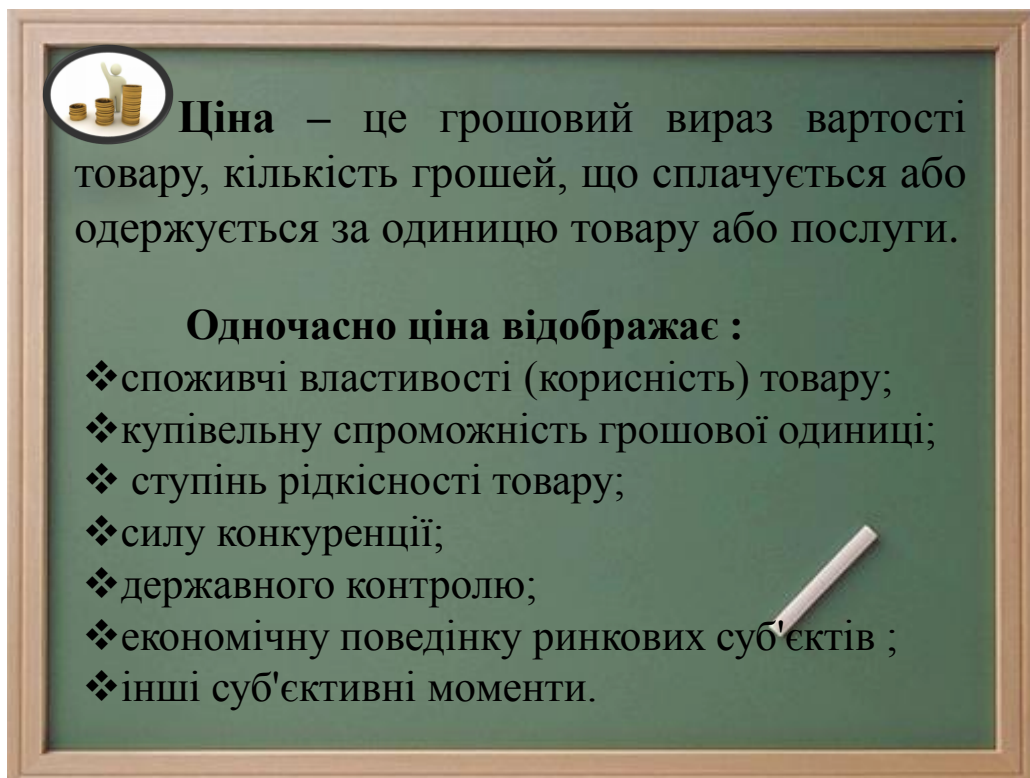 Ціна – це грошовий вираз вартості
товару, кількість грошей, що сплачується або
одержується за одиницю товару або послуги.
Одночасно ціна відображає :
❖споживчі властивості (корисність) товару;
❖купівельну спроможність грошової одиниці;
❖ ступінь рідкісності товару;
❖силу конкуренції;
❖державного контролю;
❖економічну поведінку ринкових суб'єктів ;
❖інші суб'єктивні моменти.